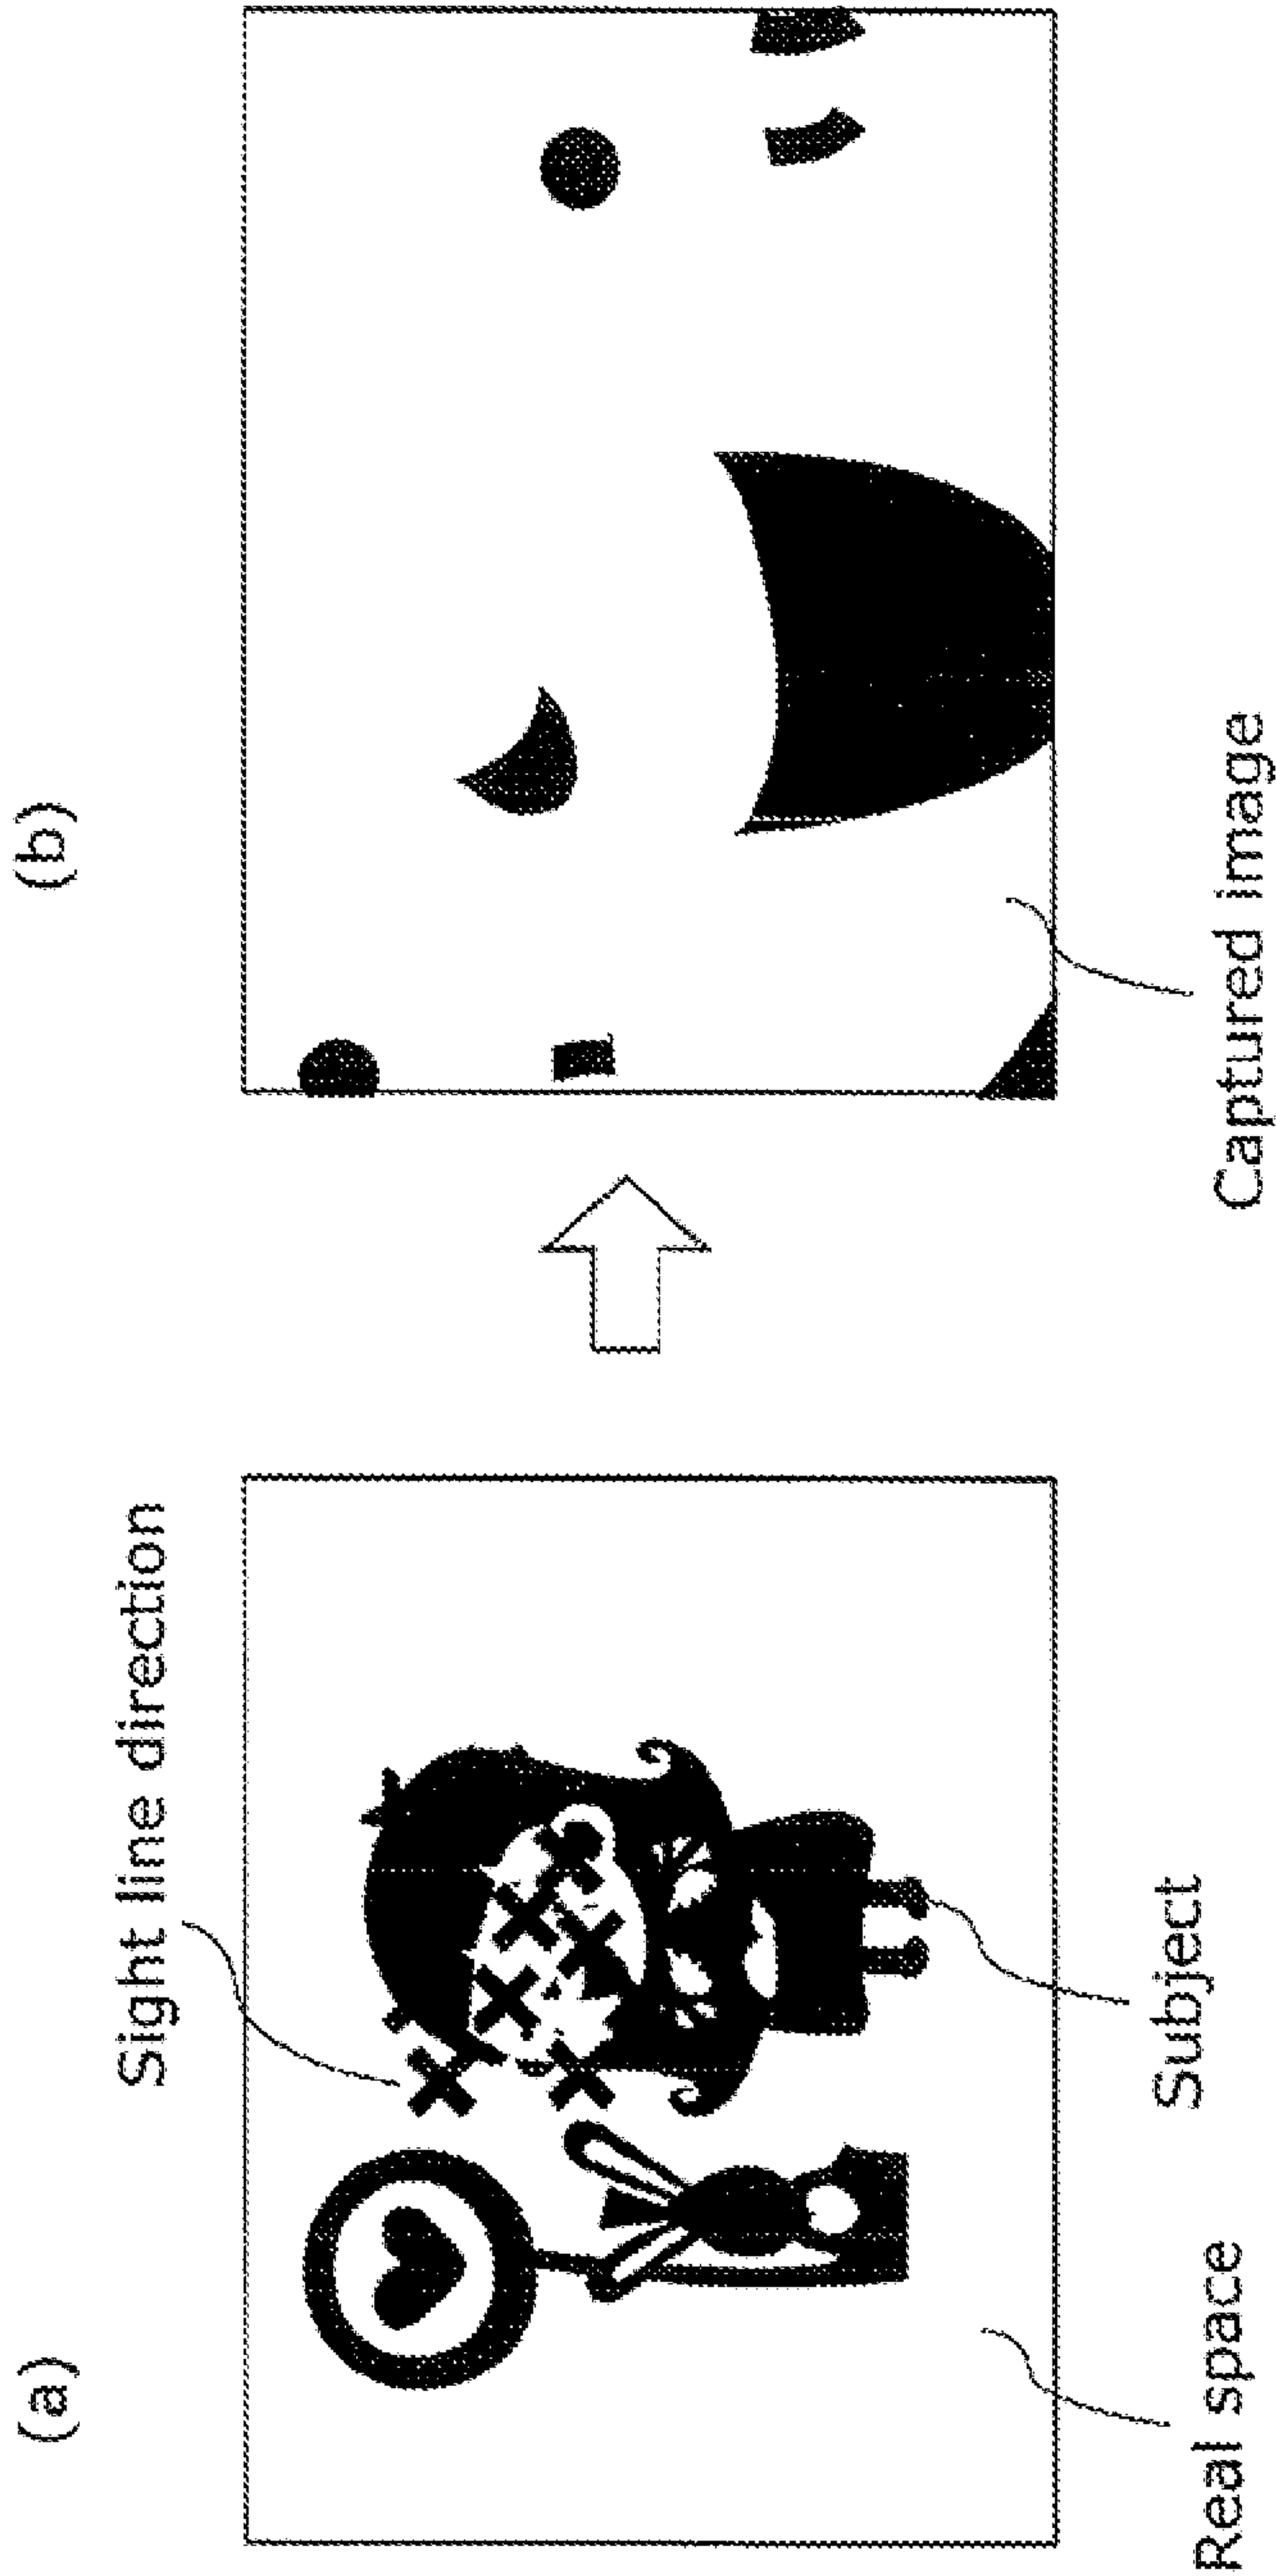 (a)
(b)
Sight line direction
Real space
Subject
Captured image